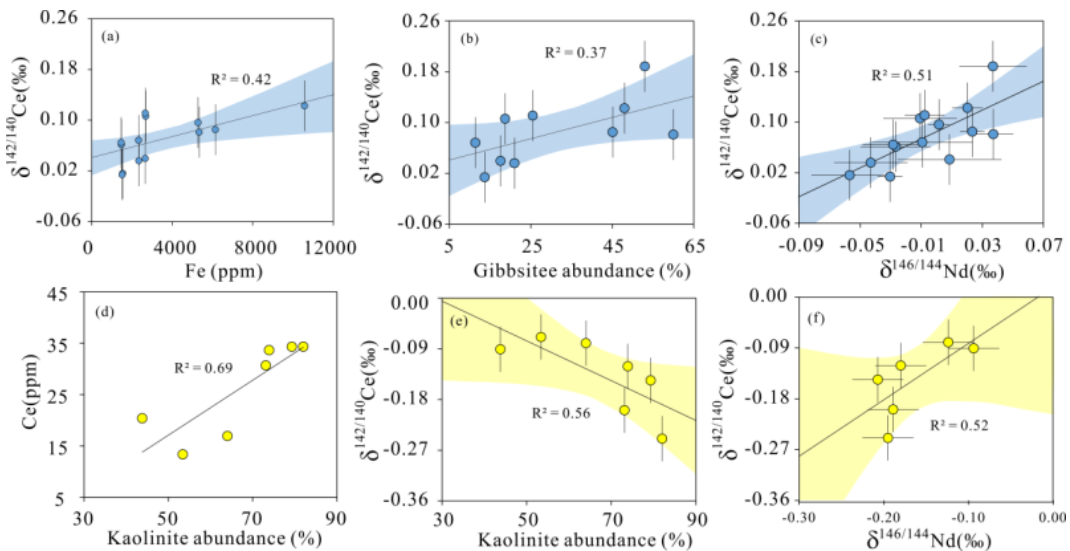 0.26
0.18
0.10
0.02
-0.06
δ142/140Ce(‰)
(a)
R² = 0.42
0
4000
8000
12000
Fe (ppm)
0.26
0.18
0.10
0.02
-0.06
δ142/140Ce(‰)
(b)
R² = 0.37
5
25
45
65
Gibbsitee abundance (%)
0.26
0.18
0.10
0.02
-0.06
δ142/140Ce(‰)
(c)
R² = 0.51
-0.09
-0.05
-0.01
0.03
0.07
δ146/144Nd(‰)
45
35
25
15
5
Ce(ppm)
(d)
R² = 0.69
30
50
70
90
Kaolinite abundance (%)
0.00
-0.09
-0.18
-0.27
-0.36
δ142/140Ce(‰)
(e)
R² = 0.56
30
50
70
90
Kaolinite abundance (%)
0.00
-0.09
-0.18
-0.27
-0.36
δ142/140Ce(‰)
(f)
R² = 0.52
-0.30
-0.20
-0.10
0.00
δ146/144Nd(‰)